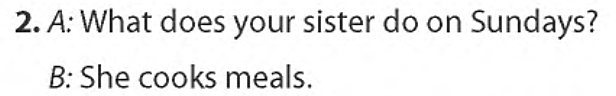 2. A: What does your sister do on Sundays?
B: She cooks meals.